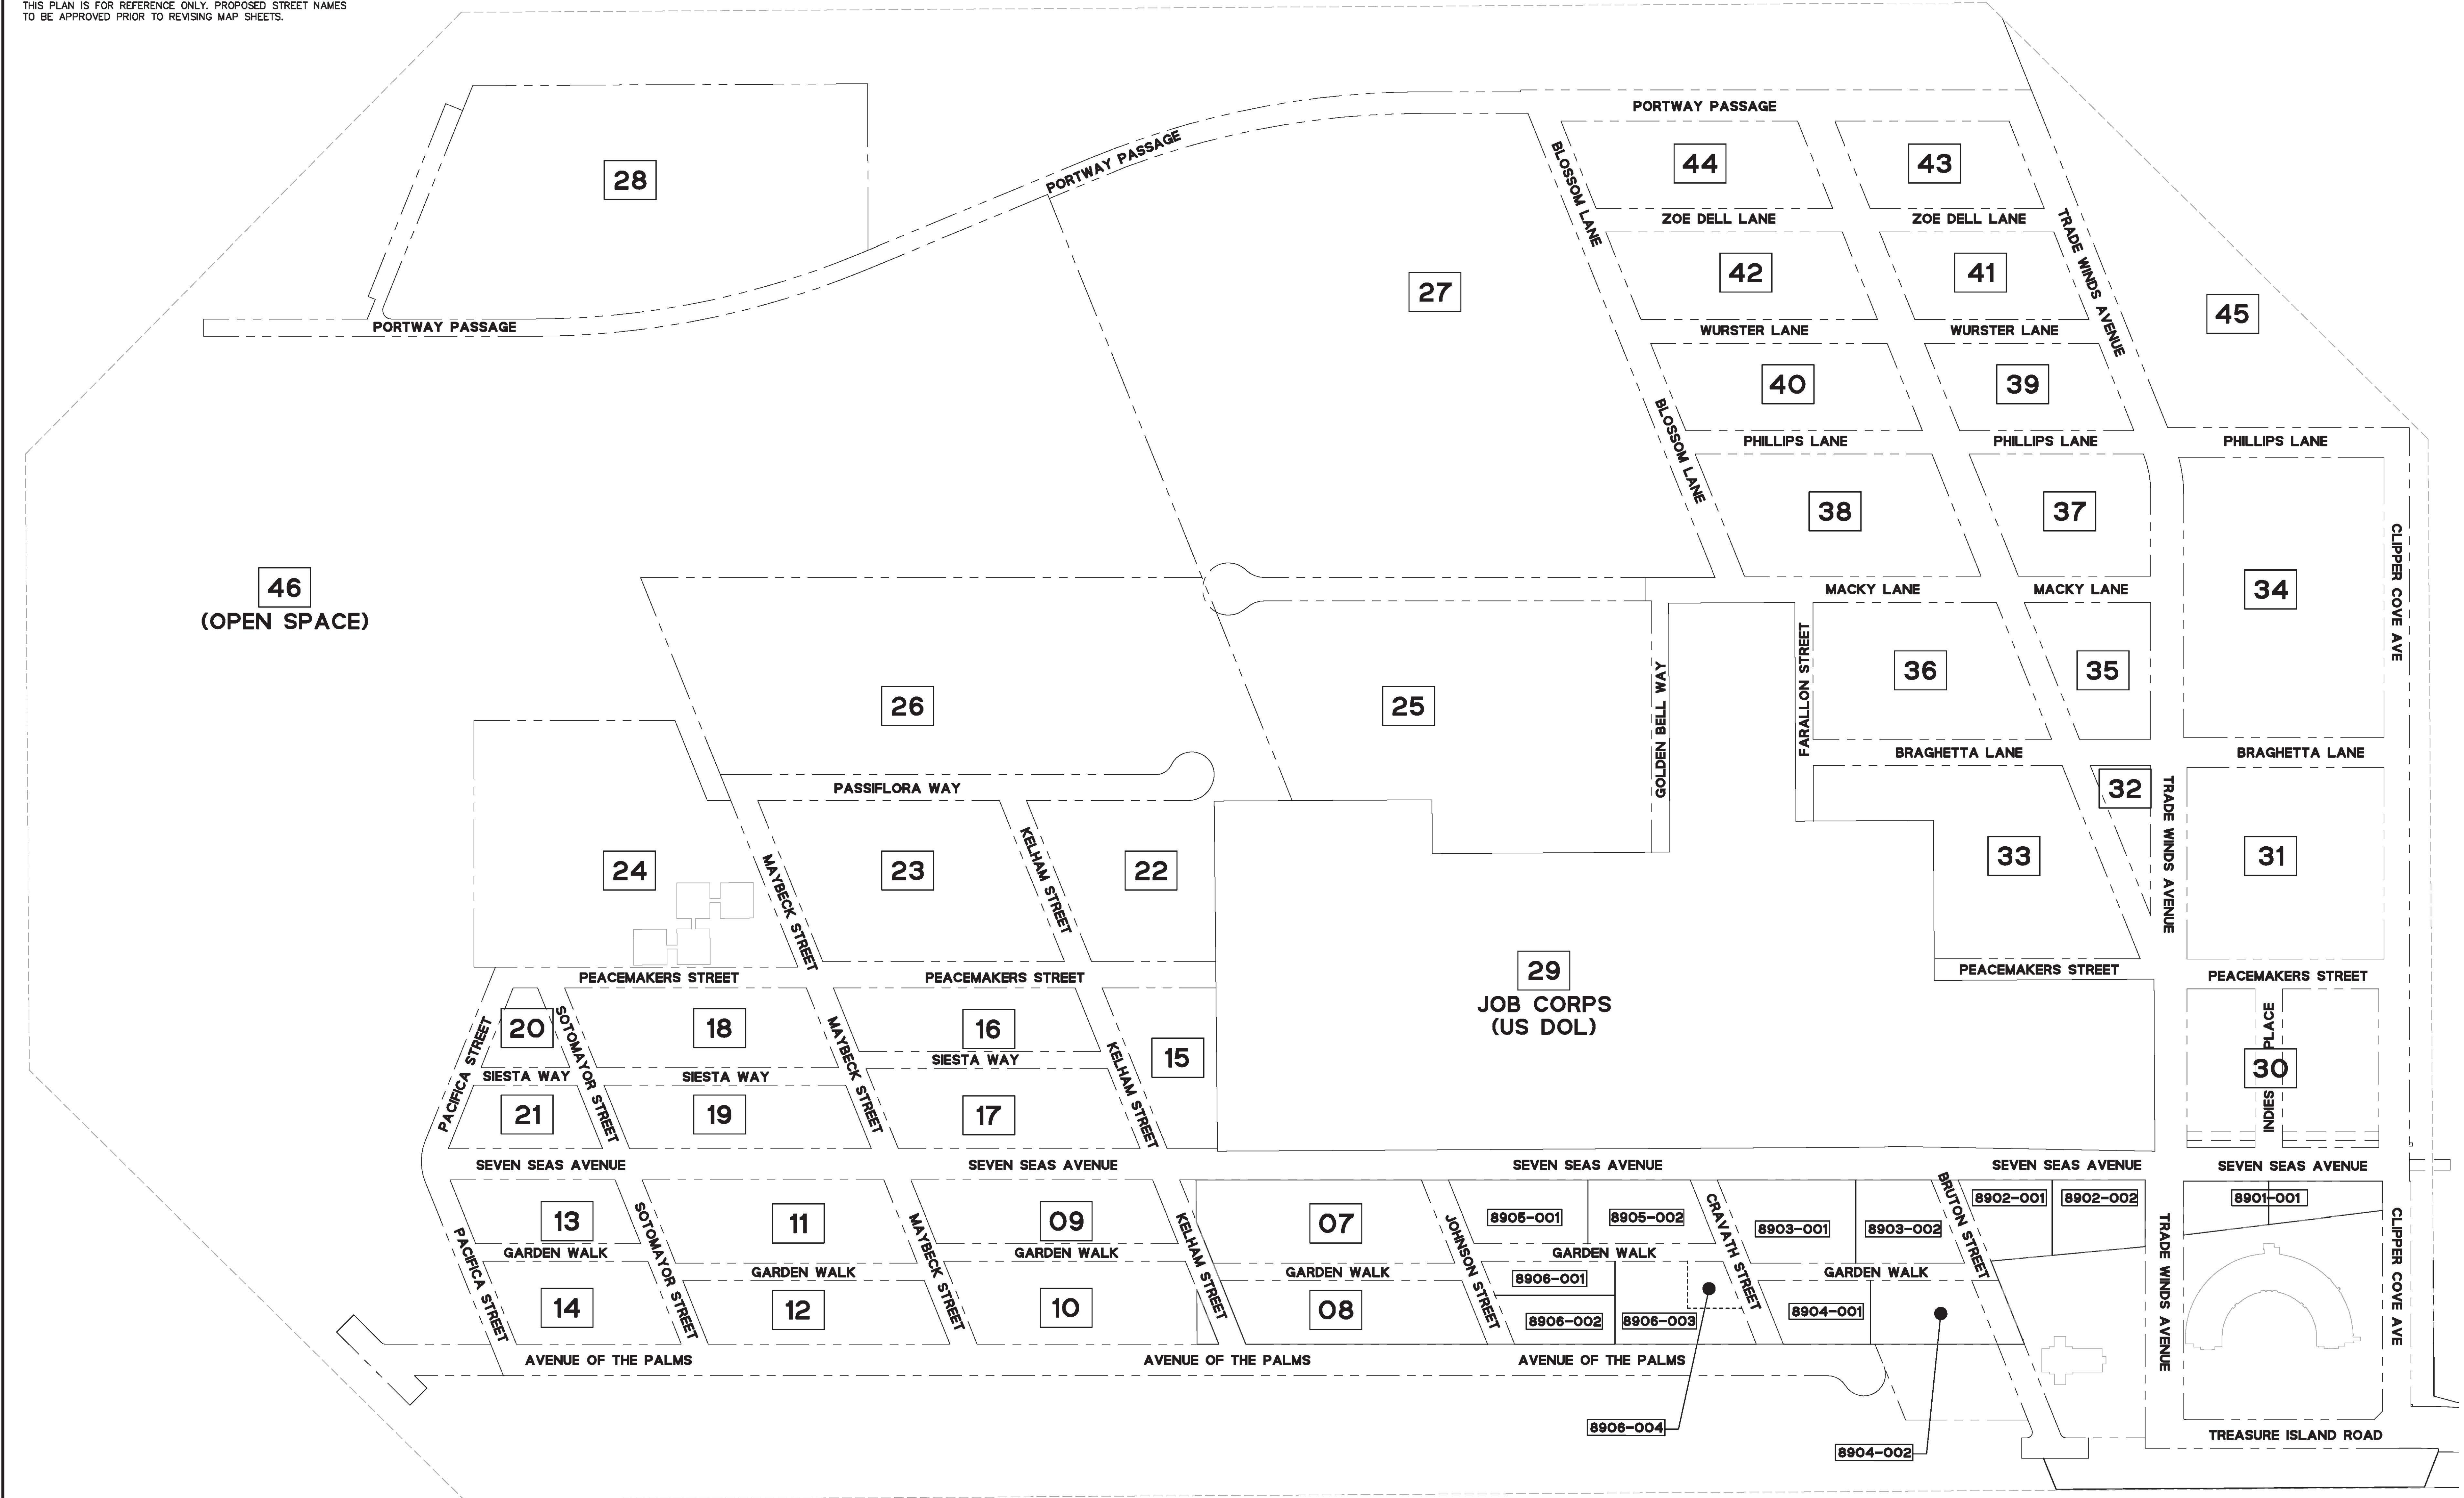 THIS PLAN IS FOR REFERENCE ONLY. PROPOSED STREET NAMES
TO BE APPROVED PRIOR TO REVISING MAP SHEETS.
PORTWAY PASSAGE
PORTWAY PASSAGE
28
44
43
BLOSSOM LANE
ZOE DELL LANE
ZOE DELL LANE
TRADE WINDS AVENUE
42
41
27
45
PORTWAY PASSAGE
WURSTER LANE
WURSTER LANE
40
39
BLOSSOM LANE
PHILLIPS LANE
PHILLIPS LANE
PHILLIPS LANE
38
37
CLIPPER COVE AVE
46
(OPEN SPACE)
MACKY LANE
MACKY LANE
34
GOLDEN BELL WAY
FARALLON STREET
36
35
26
25
BRAGHETTA LANE
BRAGHETTA LANE
PASSIFLORA WAY
32
TRADE WINDS AVENUE
24
MAYBECK STREET
23
KELHAM STREET
22
33
31
29
JOB CORPS
(US DOL)
PEACEMAKERS STREET
PEACEMAKERS STREET
PEACEMAKERS STREET
PEACEMAKERS STREET
PACIFICA STREET
20
SOTOMAYOR STREET
18
MAYBECK STREET
16
KELHAM STREET
15
INDIES PLACE
30
SIESTA WAY
SIESTA WAY
SIESTA WAY
21
19
17
SEVEN SEAS AVENUE
SEVEN SEAS AVENUE
SEVEN SEAS AVENUE
SEVEN SEAS AVENUE
SEVEN SEAS AVENUE
PACIFICA STREET
13
SOTOMAYOR STREET
11
MAYBECK STREET
09
KELHAM STREET
07
JOHNSON STREET
8905-001
8905-002
CRAVATH STREET
8903-001
8903-002
BRUTON STREET
8902-001
8902-002
TRADE WINDS AVENUE
8901-001
CLIPPER COVE AVE
GARDEN WALK
GARDEN WALK
GARDEN WALK
GARDEN WALK
GARDEN WALK
GARDEN WALK
14
12
10
08
8906-001
8906-002
8906-003
8904-001
AVENUE OF THE PALMS
AVENUE OF THE PALMS
AVENUE OF THE PALMS
8906-004
8904-002
TREASURE ISLAND ROAD